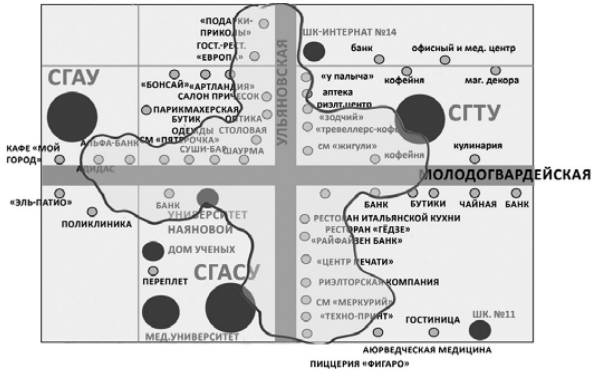 «ПОДАРКИ-
ПРИКОЛЫ»
ГОСТ.-РЕСТ.
«ЕВРОПА»
УЛЬЯНОВСКАЯ
ШК-ИНТЕРНАТ №14
банк
офисный и мед. центр
СГАУ
«БОНСАЙ»
«АРТЛАНДИЯ»
САЛОН ПРИЧЕСОК
ПАРИКМАХЕРСКАЯ
БУТИК
ОДЕЖДЫ
ОПТИКА
СТОЛОВАЯ
«у палыча»
аптека
риэлт.центр
«зодчий»
«тревеллерс-кофе»
см «жигули»
кофейня
маг. декора
СГТУ
кофейня
кулинария
КАФЕ «МОЙ
ГОРОД»
АЛЬФА-БАНК
СМ «ПЯТЕРОЧКА»
СУШИ-БАР
ШАУРМА
АДИДАС
МОЛОДОГВАРДЕЙСКАЯ
«ЭЛЬ-ПАТИО»
ПОЛИКЛИНИКА
БАНК
УНИВЕРСИТЕТ
НАЯНОВОЙ
БАНК
БУТИКИ
ЧАЙНАЯ
БАНК
РЕСТОРАН ИТАЛЬЯНСКОЙ КУХНИ
РЕСТОРАН «ГЁДЗЕ»
«РАЙФАЙЗЕН БАНК»
ДОМ УЧЕНЫХ
СГАСУ
ПЕРЕПЛЕТ
«ЦЕНТР ПЕЧАТИ»
РИЭЛТОРСКАЯ КОМПАНИЯ
СМ «МЕРКУРИЙ»
«ТЕХНО-ПРИНТ»
МЕД.УНИВЕРСИТЕТ
ГОСТИНИЦА
ШК. №11
АЮРВЕДЧЕСКАЯ МЕДИЦИНА
ПИЦЦЕРИЯ «ФИГАРО»